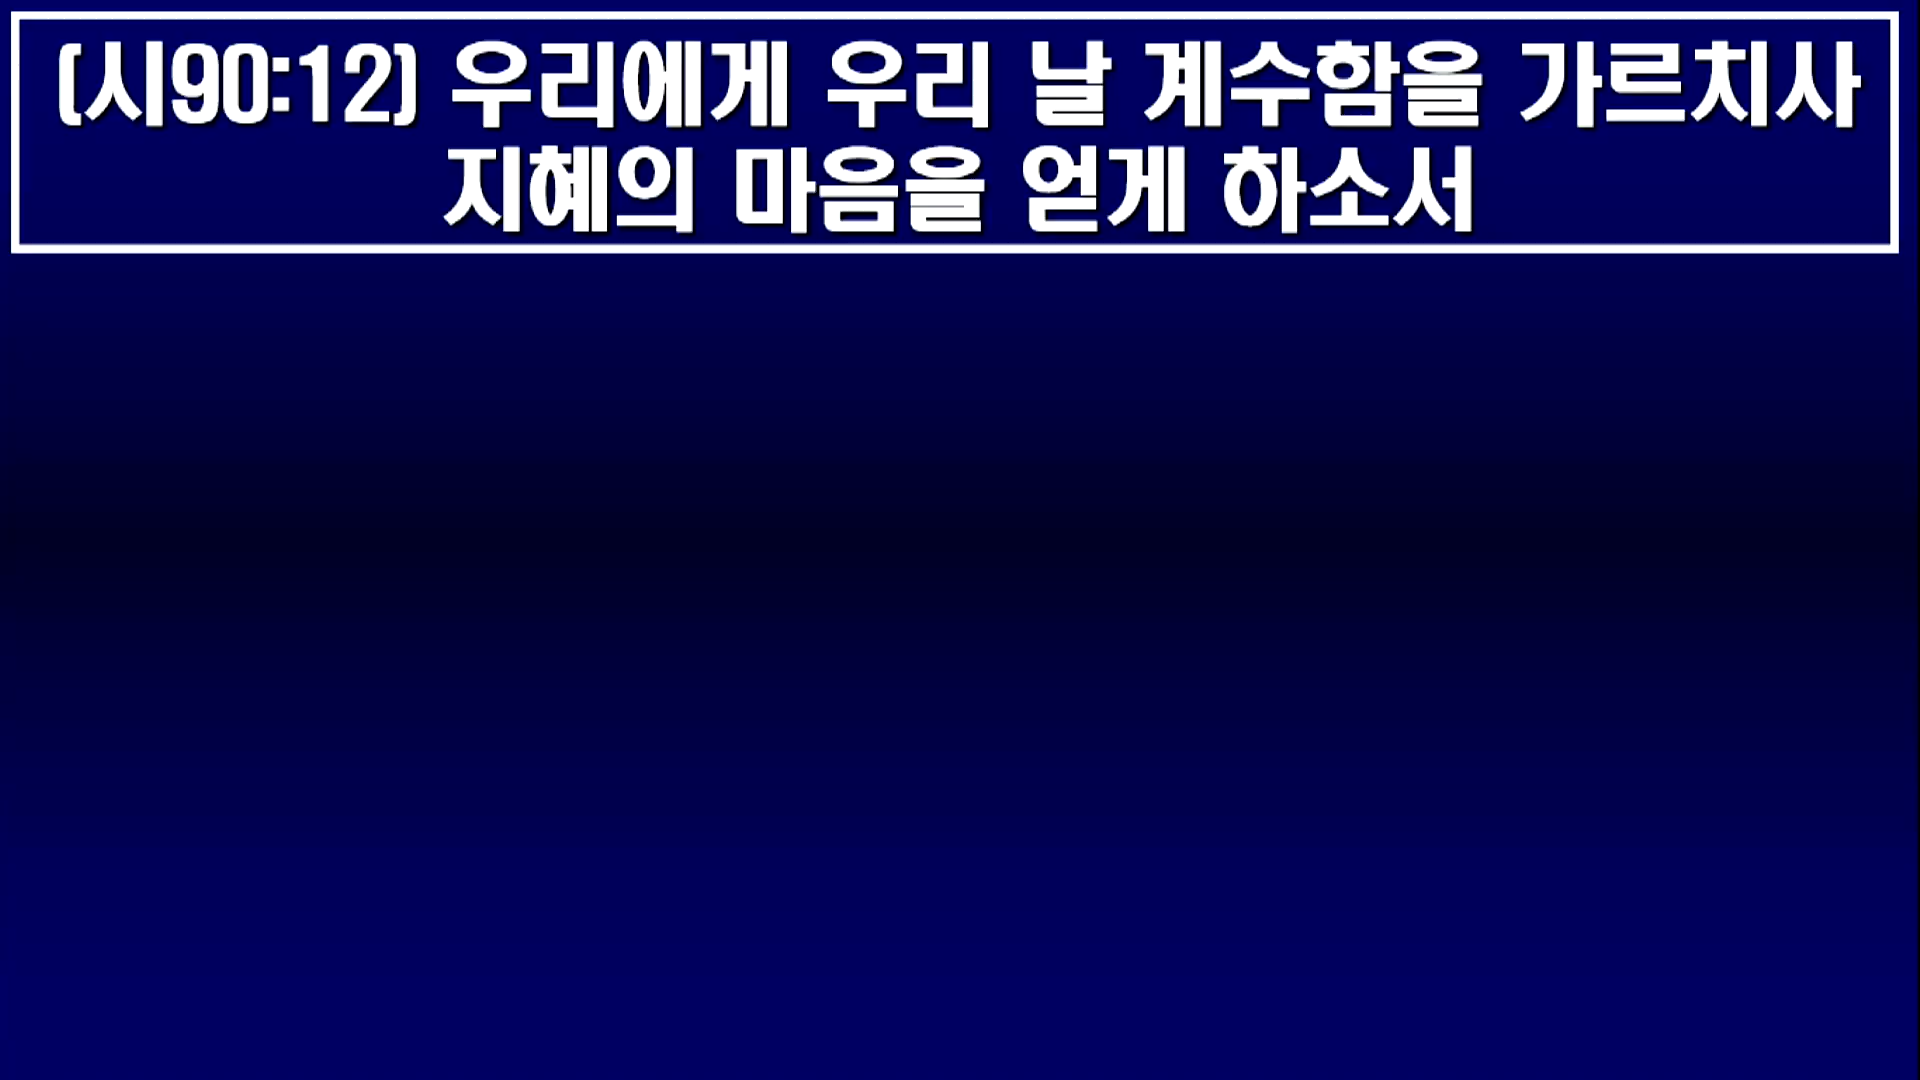 (시90:12) 우리에게 우리 날 계수함을 가르치사
지혜의 마음을 얻게 하소서